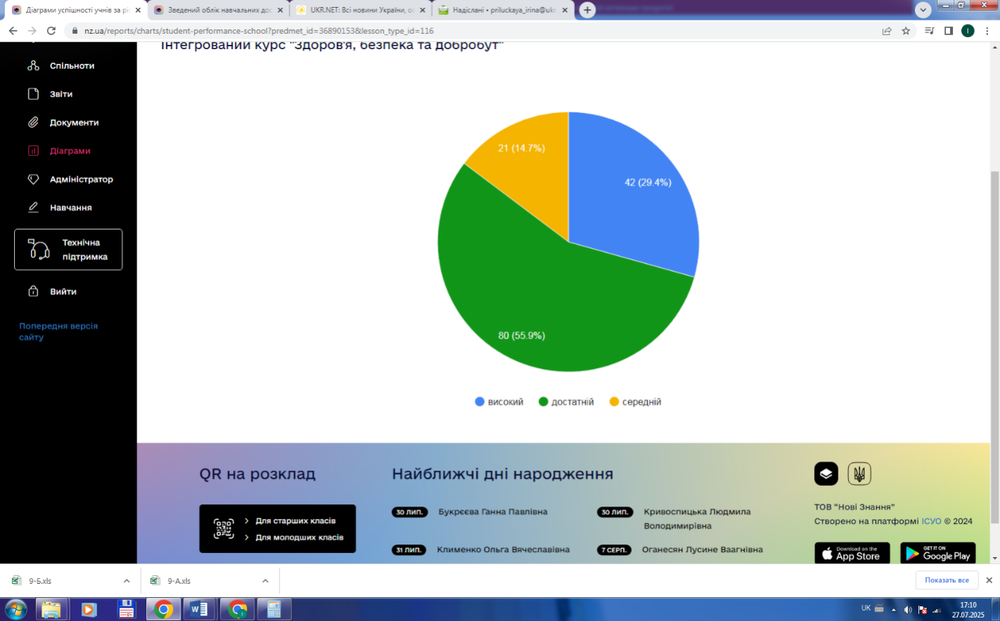 Діаграми успішності учнів за рі
Зведений облік навчальних дос
UKR.NET: Всі новини України, ос
Надіслані • priluckaya_irina@ukr.
nz.ua/reports/charts/student-performance-school?predmet_id=36890153&lesson_type_id=116
Інтегрований курс "Здоров'я, безпека та добробут"
Спільноти
Звіти
Документи
Діаграми
Адміністратор
Навчання
Технічна
підтримка
Вийти
Попередня версія
сайту
21 (14.7%)
42 (29.4%)
80 (55.9%)
високий
достатній
середній
QR на розклад
Для старших класів
Для молодших класів
Найближчі дні народження
30 ЛИП. Букреєва Ганна Павлівна
30 ЛИП. Кривоспицька Людмила
Володимирівна
31 ЛИП. Клименко Ольга Вячеславівна
7 СЕРП. Оганесян Лусине Ваагнівна
ТОВ "Нові Знання"
Створено на платформі ІСУО © 2024
Download on the
App Store
GET IT ON
Google Play
9-Б.xls
9-А.xls
Показать все
UK
17:10
27.07.2025